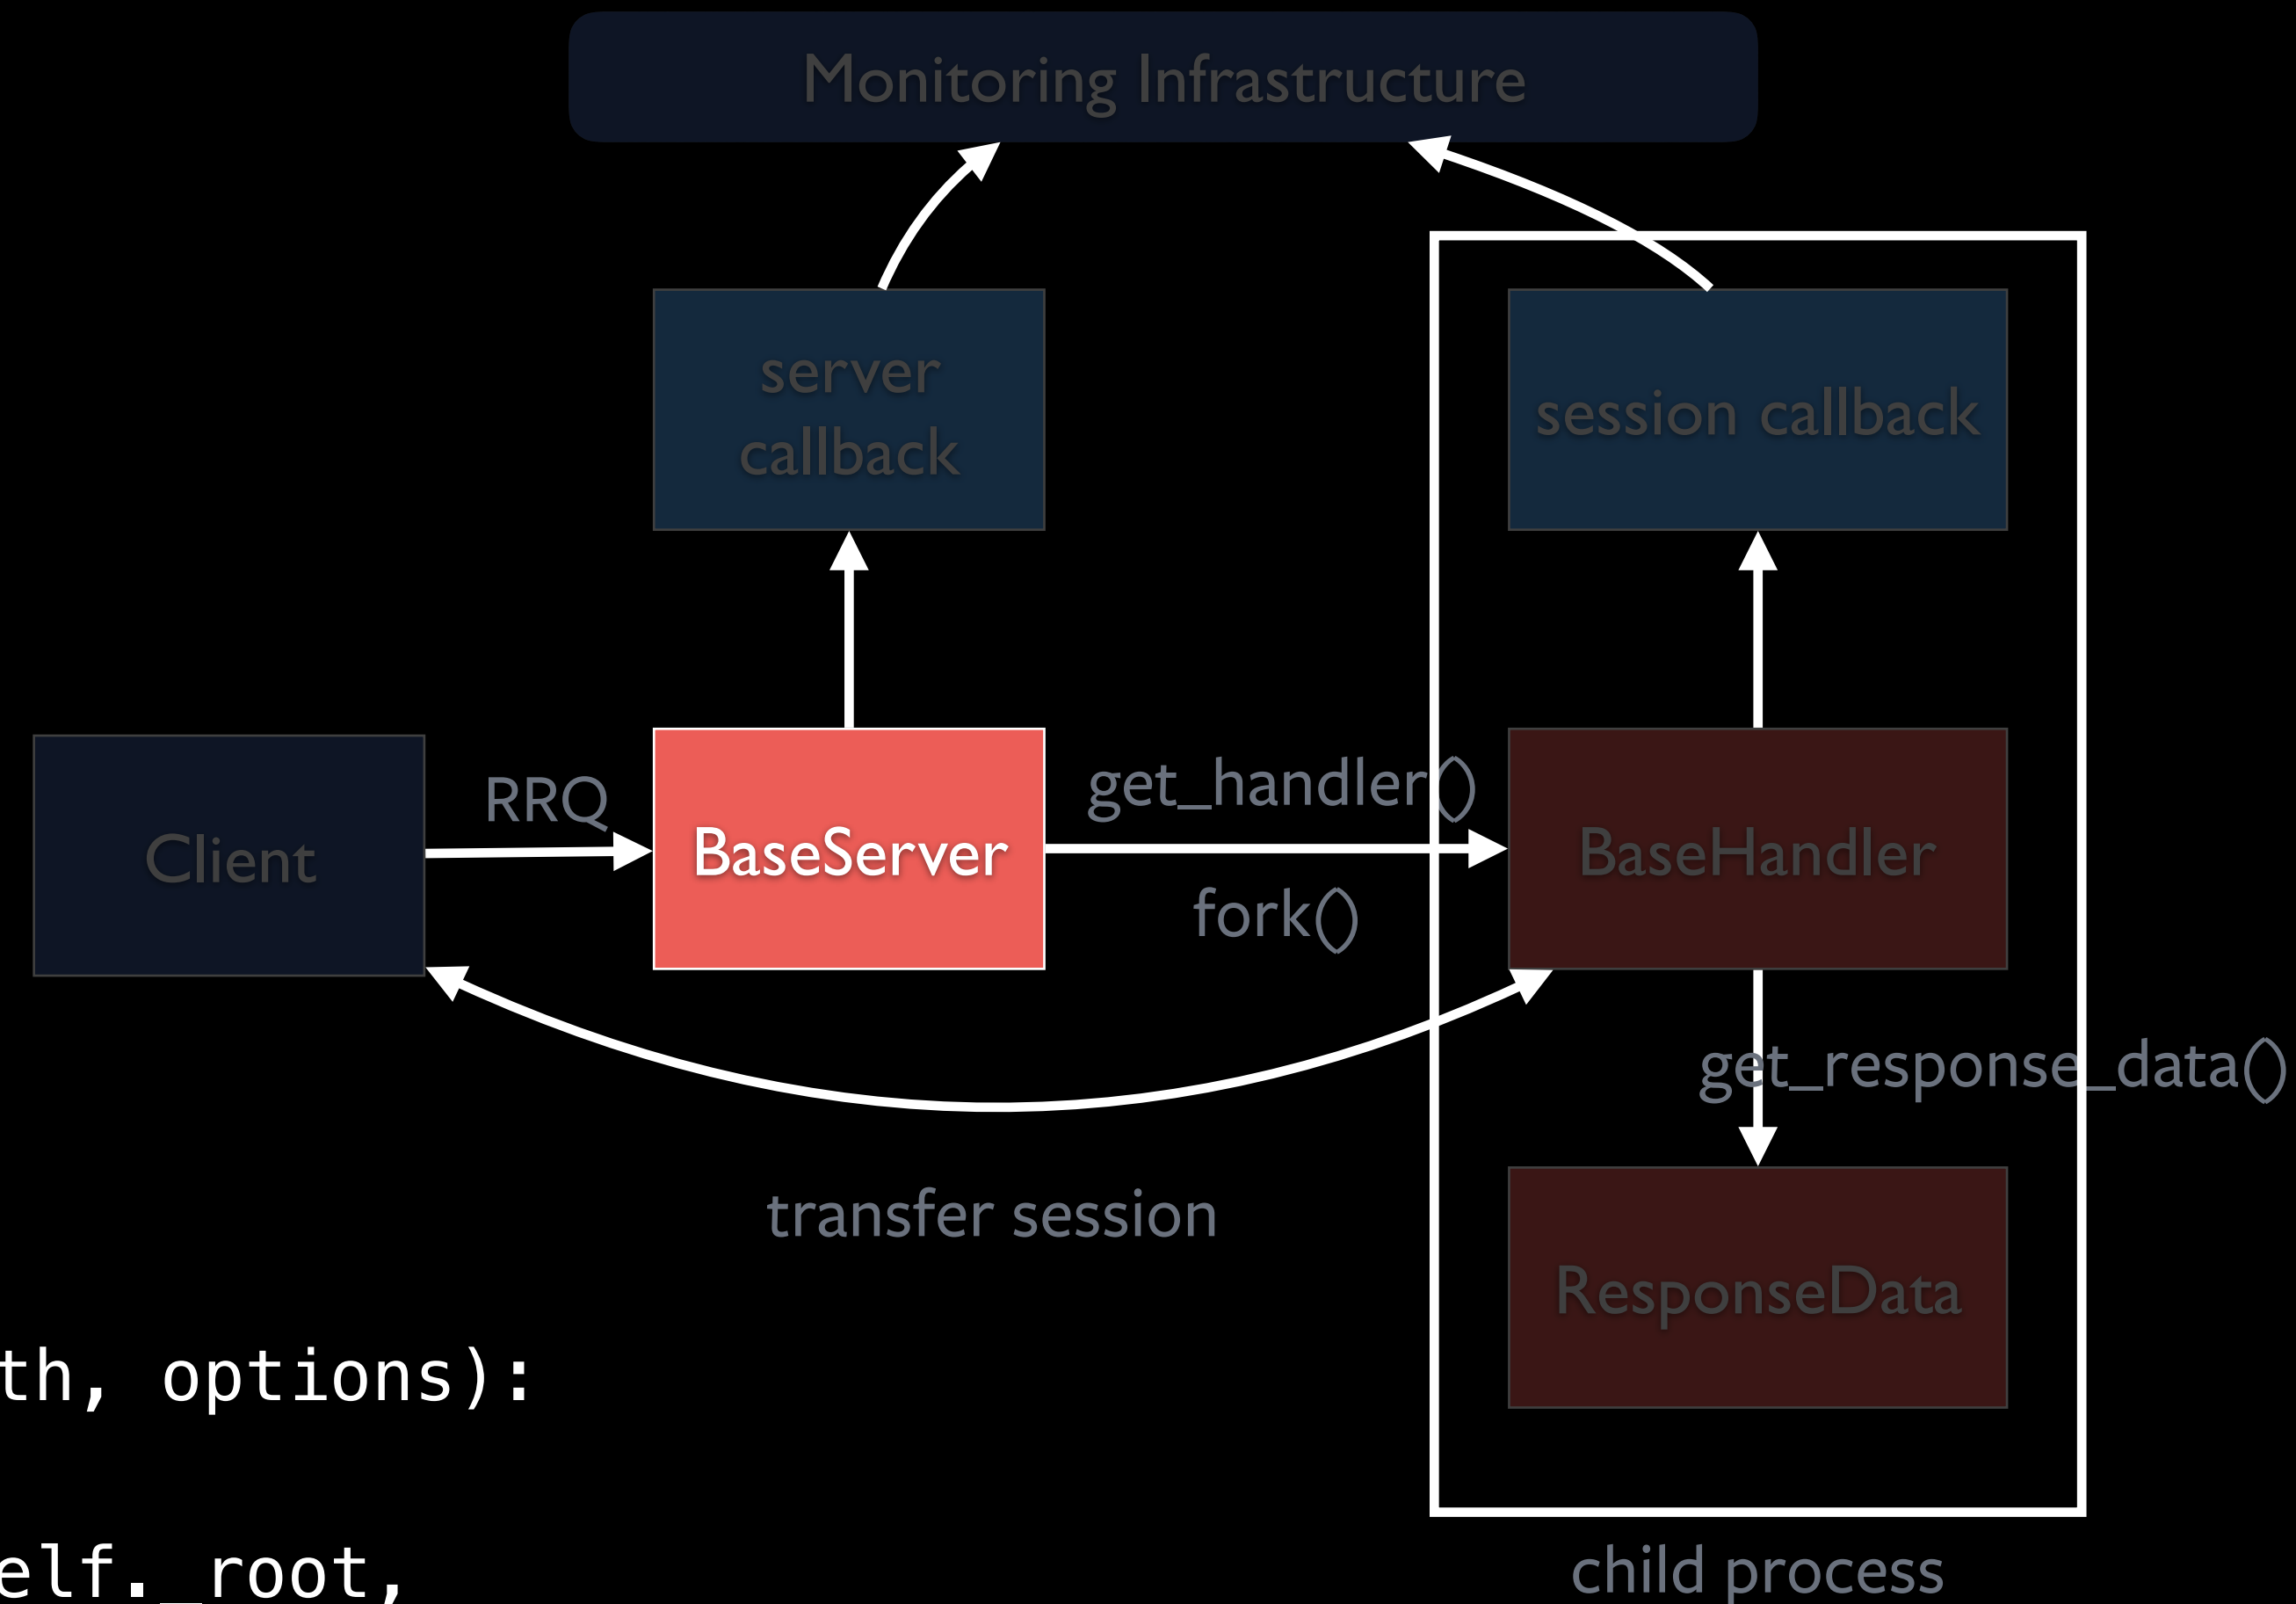 Monitoring Infrastructure
server
callback
session callback
Client
RRQ
BaseServer
get_handler()
fork()
BaseHandler
get_response_data()
transfer session
ResponseData
th, options):
elf._root,
child process